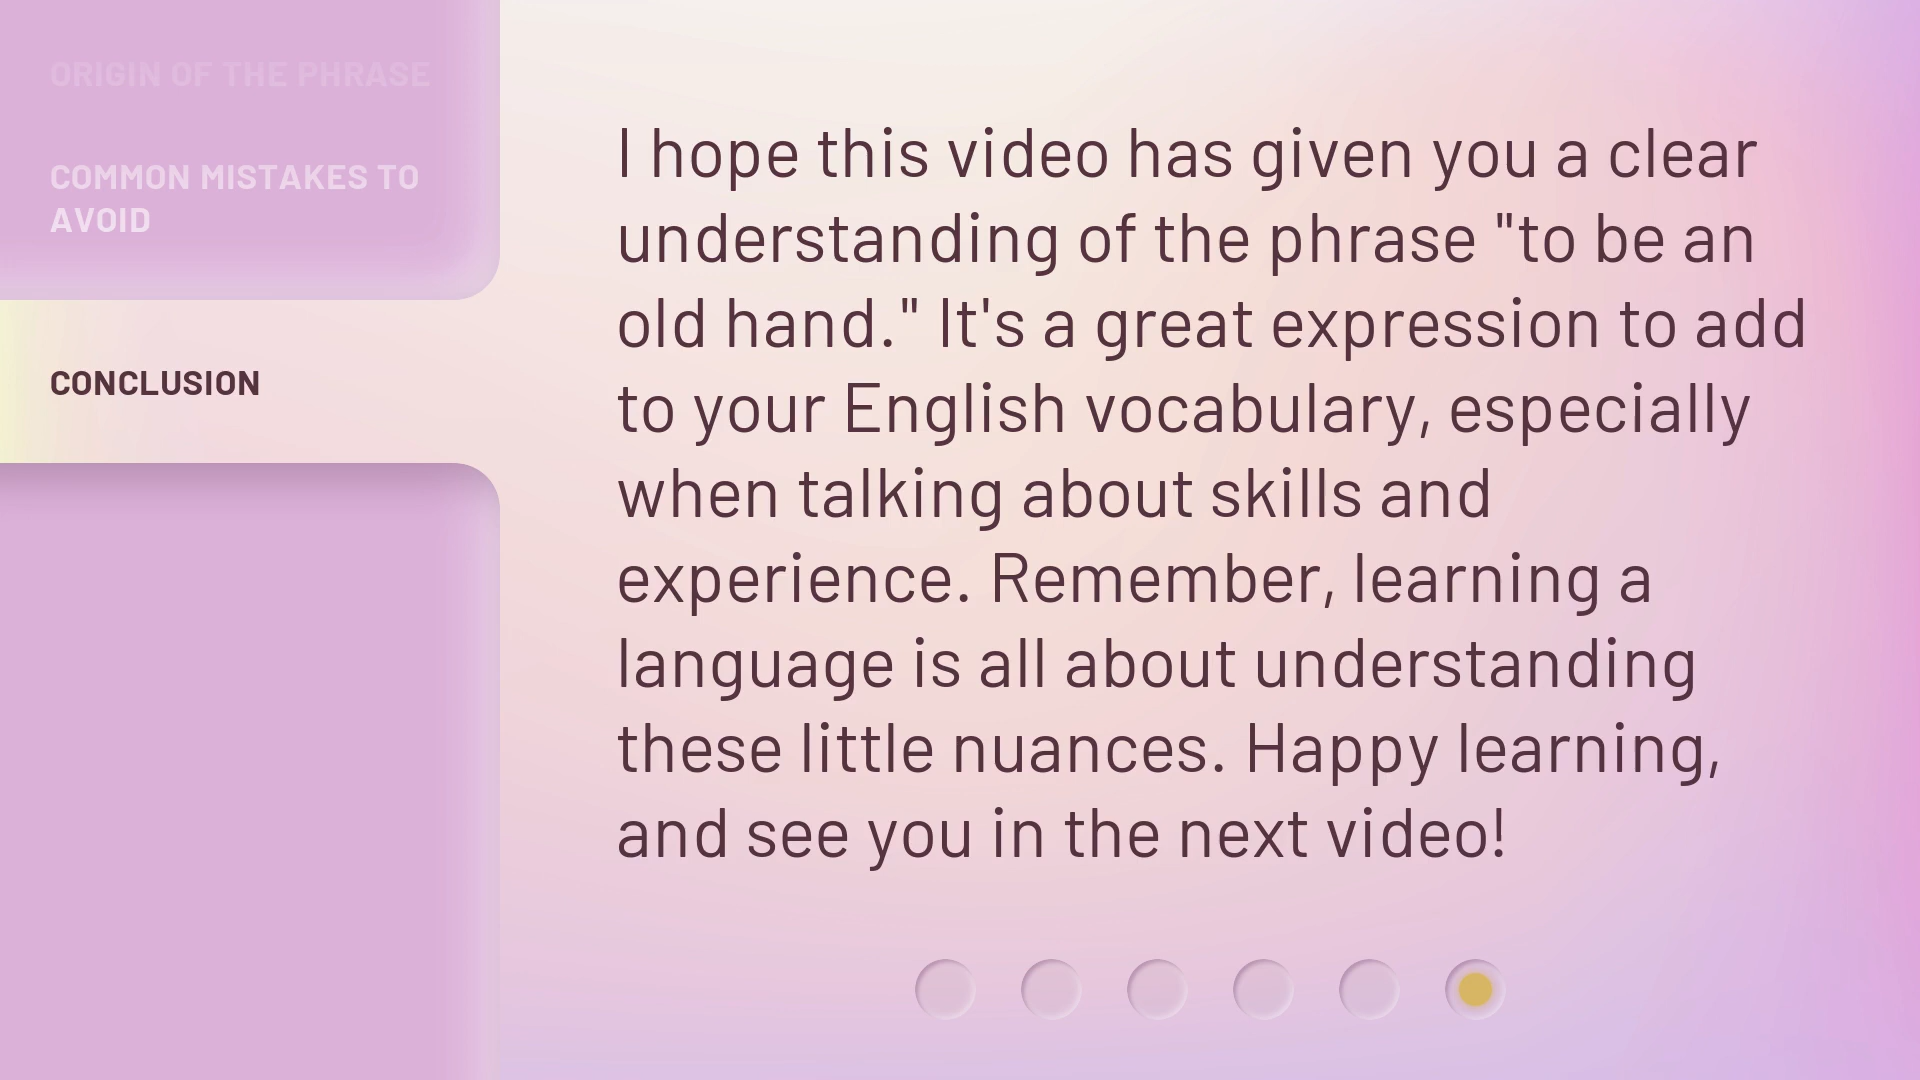 ORIGIN OF THE PHRASE
COMMON MISTAKES TO
AVOID
CONCLUSION
I hope this video has given you a clear
understanding of the phrase "to be an
old hand." It's a great expression to add
to your English vocabulary, especially
when talking about skills and
experience. Remember, learning a
language is all about understanding
these little nuances. Happy learning,
and see you in the next video!